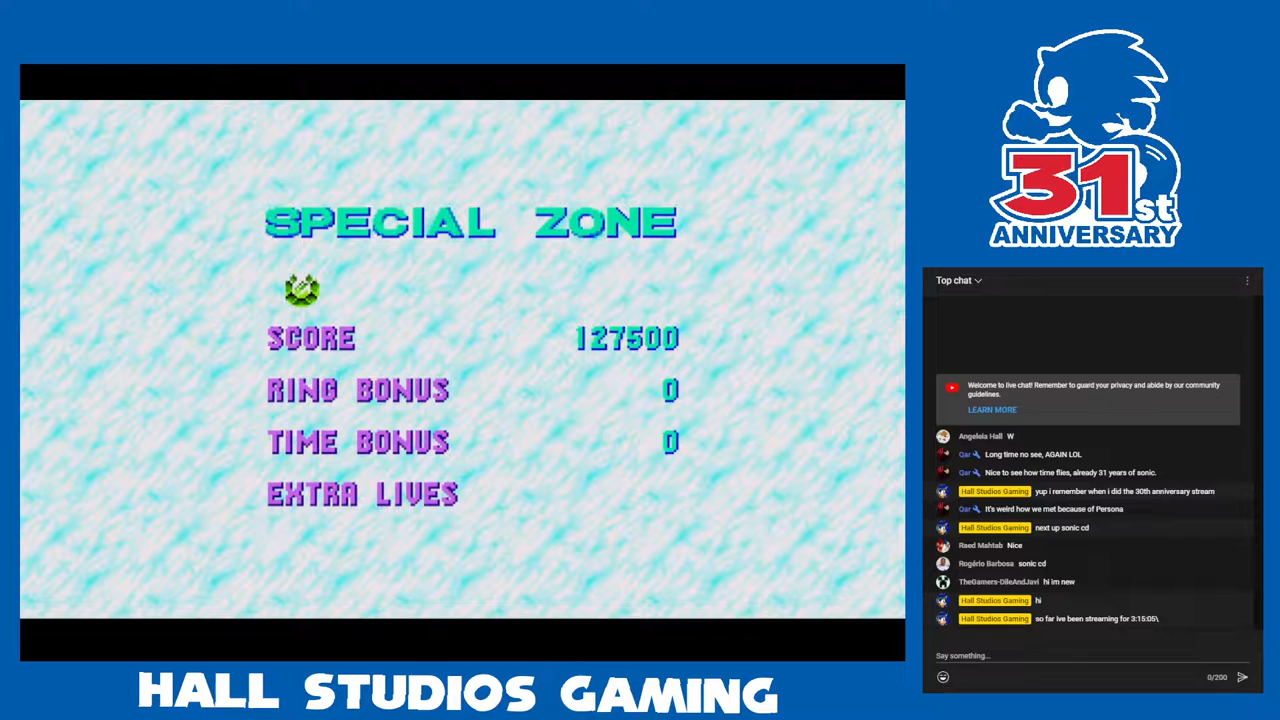 SPECIAL ZONE
SCORE 127500
RING BONUS 0
TIME BONUS 0
EXTRA LIVES
HALL STUDIOS GAMING
31st
ANNIVERSARY
Top chat
Welcome to live chat! Remember to guard your privacy and abide by our community
guidelines.
LEARN MORE
Angeleia Hall W
Qar Long time no see, AGAIN LOL
Qar Nice to see how time flies, already 31 years of sonic.
Hall Studios Gaming yup i remember when i did the 30th anniversary stream
Qar It's weird how we met because of Persona
Hall Studios Gaming next up sonic cd
Raed Mahtab Nice
Rogério Barbosa sonic cd
TheGamers-DileAndJavi hi im new
Hall Studios Gaming hi
Hall Studios Gaming so far ive been streaming for 3:15:05\
Say something...
0/200